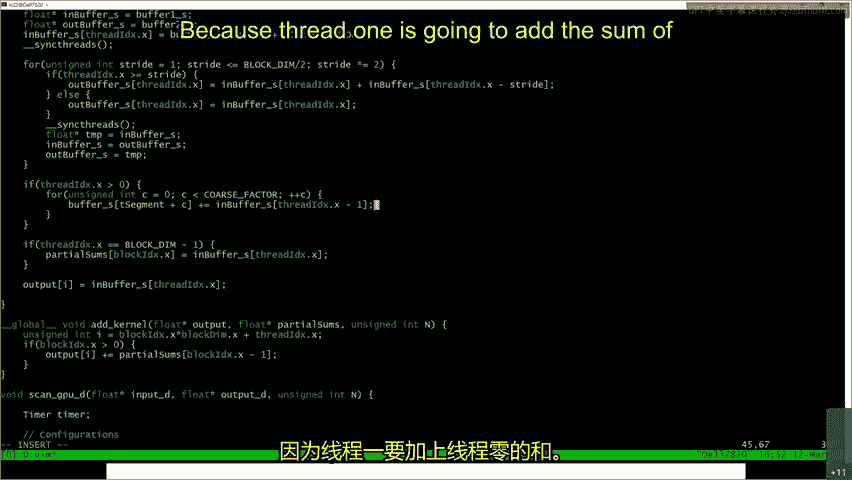 Because thread one is going to add the sum of
float* inBuffer_s = buffer1_s;
float* outBuffer_s =
inBuffer_s[threadIdx.x] =
__syncthreads();
for(unsigned int stride = 1; stride <= BLOCK_DIM/2; stride *= 2) {
if(threadIdx.x >= stride) {
outBuffer_s[threadIdx.x] = inBuffer_s[threadIdx.x] + inBuffer_s[threadIdx.x - stride];
} else {
outBuffer_s[threadIdx.x] = inBuffer_s[threadIdx.x];
}
__syncthreads();
float* tmp = inBuffer_s;
inBuffer_s = outBuffer_s;
outBuffer_s = tmp;
}
if(threadIdx.x > 0) {
for(unsigned int c = 0; c < COARSE_FACTOR; ++c) {
buffer_s[tSegment + c] += inBuffer_s[threadIdx.x - 1];
}
}
if(threadIdx.x == BLOCK_DIM - 1) {
partialSums[blockIdx.x] = inBuffer_s[threadIdx.x];
}
output[i] = inBuffer_s[threadIdx.x];
}
__global__ void add_kernel(float* output, float* partialSums, unsigned int N) {
unsigned int i = blockIdx.x*blockDim.x + threadIdx.x;
if(blockIdx.x > 0) {
output[i] += partialSums[blockIdx.x - 1];
}
}
void scan_gpu_d(float* input_d, float* output_d, unsigned int N) {
Timer timer;
// Configurations
-- INSERT --
45,67
因为线程一要加上线程零的和。
[0] 0:vim*
+11